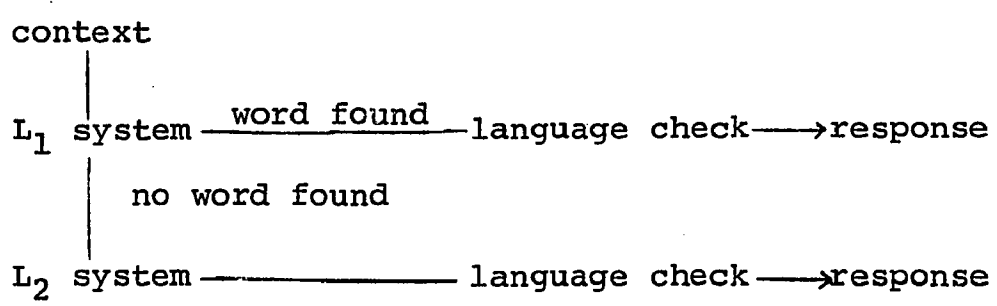 context
word found
L1 system language check response
no word found
L2 system language check response